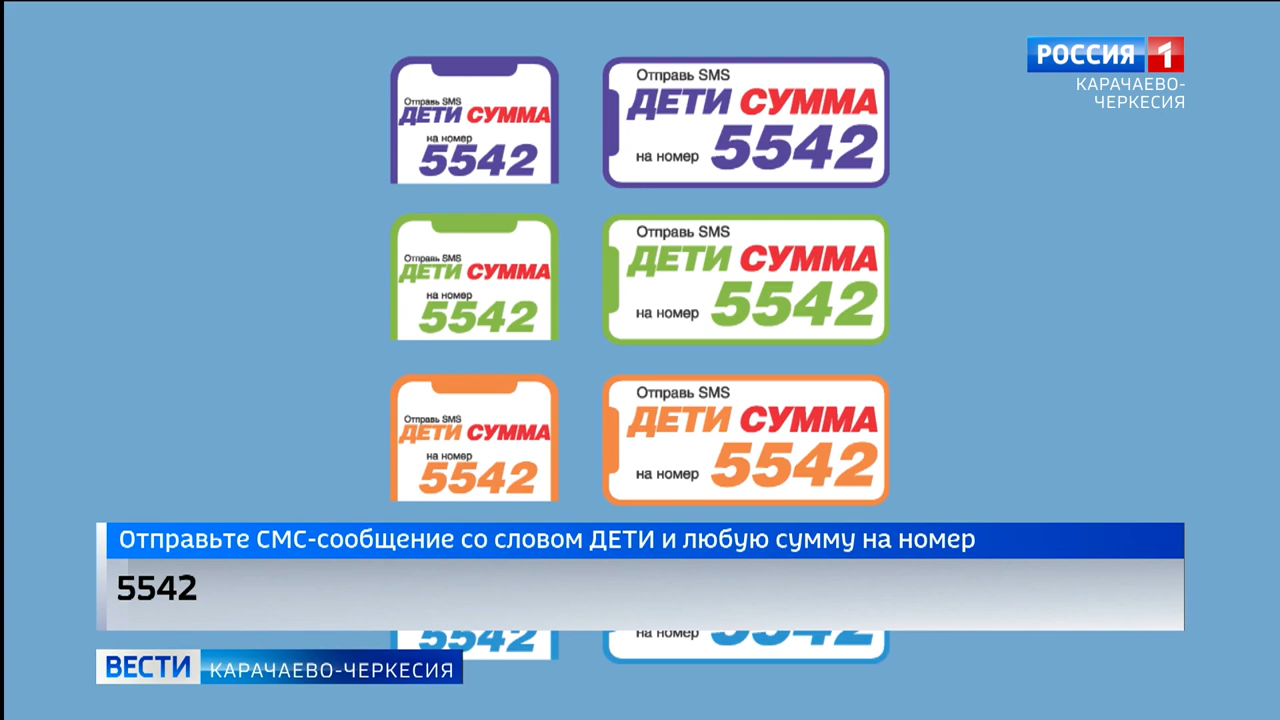 РОССИЯ 1
КАРАЧАЕВО-
ЧЕРКЕСИЯ
Отправь SMS
ДЕТИ СУММА
на номер
5542
Отправь SMS
ДЕТИ СУММА
на номер 5542
Отправь SMS
ДЕТИ СУММА
на номер
5542
Отправь SMS
ДЕТИ СУММА
на номер 5542
Отправь SMS
ДЕТИ СУММА
на номер
5542
Отправь SMS
ДЕТИ СУММА
на номер 5542
Отправьте СМС-сообщение со словом ДЕТИ и любую сумму на номер
5542
5542
на номер 5542
ВЕСТИ КАРАЧАЕВО-ЧЕРКЕСИЯ